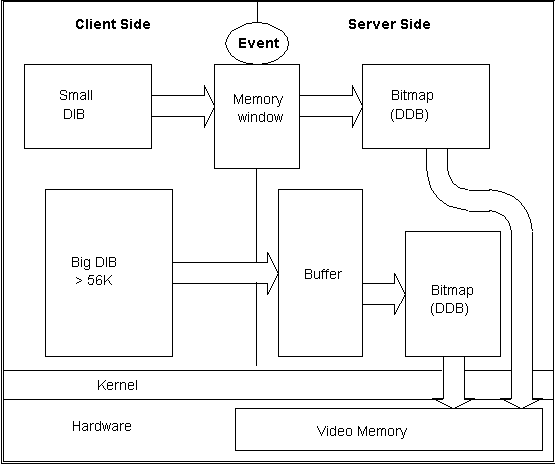 Client Side
Server Side
Event
Small
DIB
Memory
window
Bitmap
(DDB)
Big DIB
> 56K
Buffer
Bitmap
(DDB)
Kernel
Hardware
Video Memory